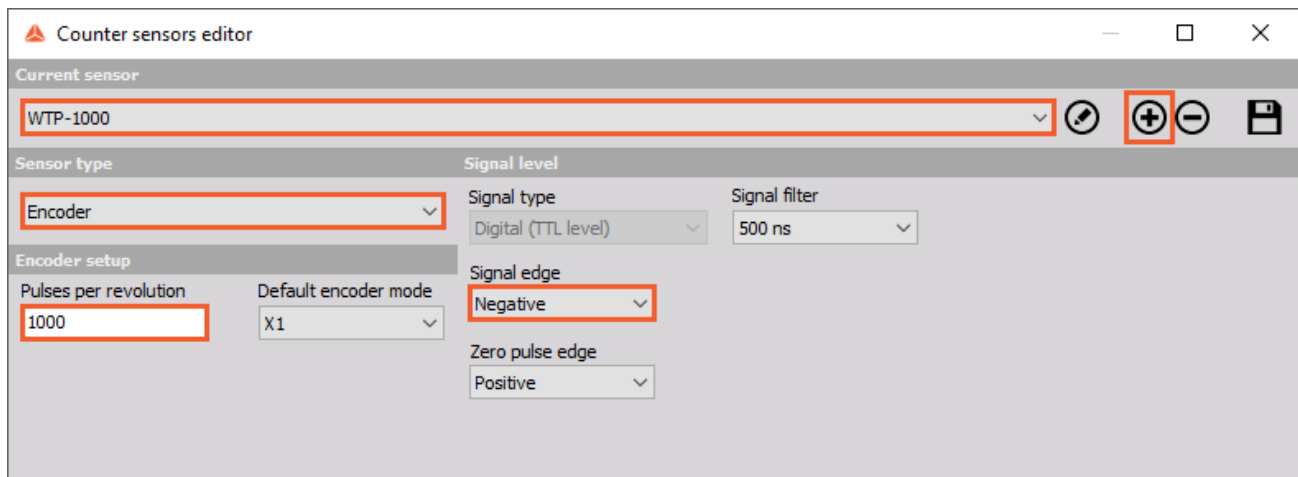 Counter sensors editor
Current sensor
WTP-1000
Sensor type
Signal level
Encoder
Signal type
Signal filter
Digital (TTL level)
500 ns
Encoder setup
Pulses per revolution
Default encoder mode
1000
X1
Signal edge
Negative
Zero pulse edge
Positive